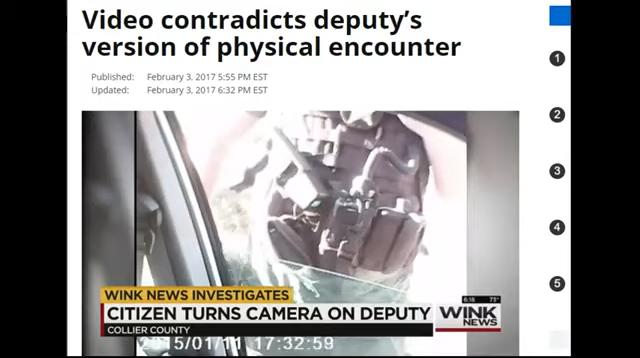 Video contradicts deputy’s
version of physical encounter
Published: February 3, 2017 5:55 PM EST
Updated: February 3, 2017 6:32 PM EST
1
2
3
4
5
WINK NEWS INVESTIGATES
6:18 75°
CITIZEN TURNS CAMERA ON DEPUTY
WINK
NEWS
COLLIER COUNTY
2015/01/11 17:32:59